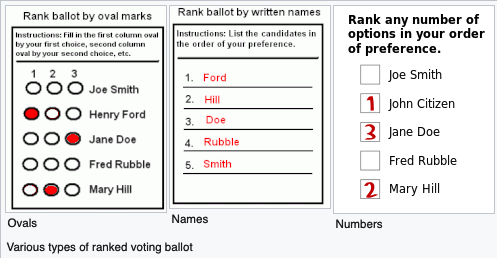 Rank ballot by oval marks
Instructions: Fill in the first column oval
by your first choice, second column
oval by your second choice, etc.
1 2 3
Joe Smith
Henry Ford
Jane Doe
Fred Rubble
Mary Hill
Ovals
Rank ballot by written names
Instructions: List the candidates in
the order of your preference.
1. Ford
2. Hill
3. Doe
4. Rubble
5. Smith
Names
Rank any number of
options in your order
of preference.
Joe Smith
1 John Citizen
3 Jane Doe
Fred Rubble
2 Mary Hill
Numbers
Various types of ranked voting ballot